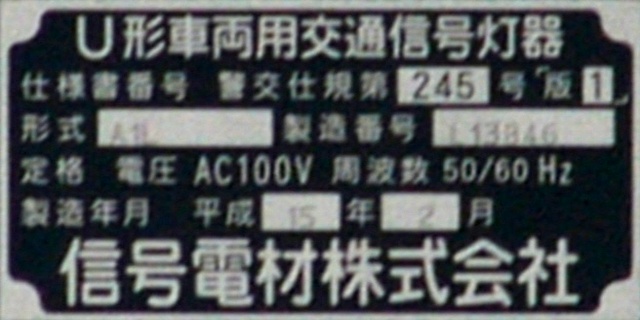 U形車両用交通信号灯器
仕様書番号 警交仕規第 245 号「版1」
形式 A1L 製造番号 L13846
定格 電圧 AC100V 周波数 50/60 Hz
製造年月 平成 15 年 2 月
信号電材株式会社